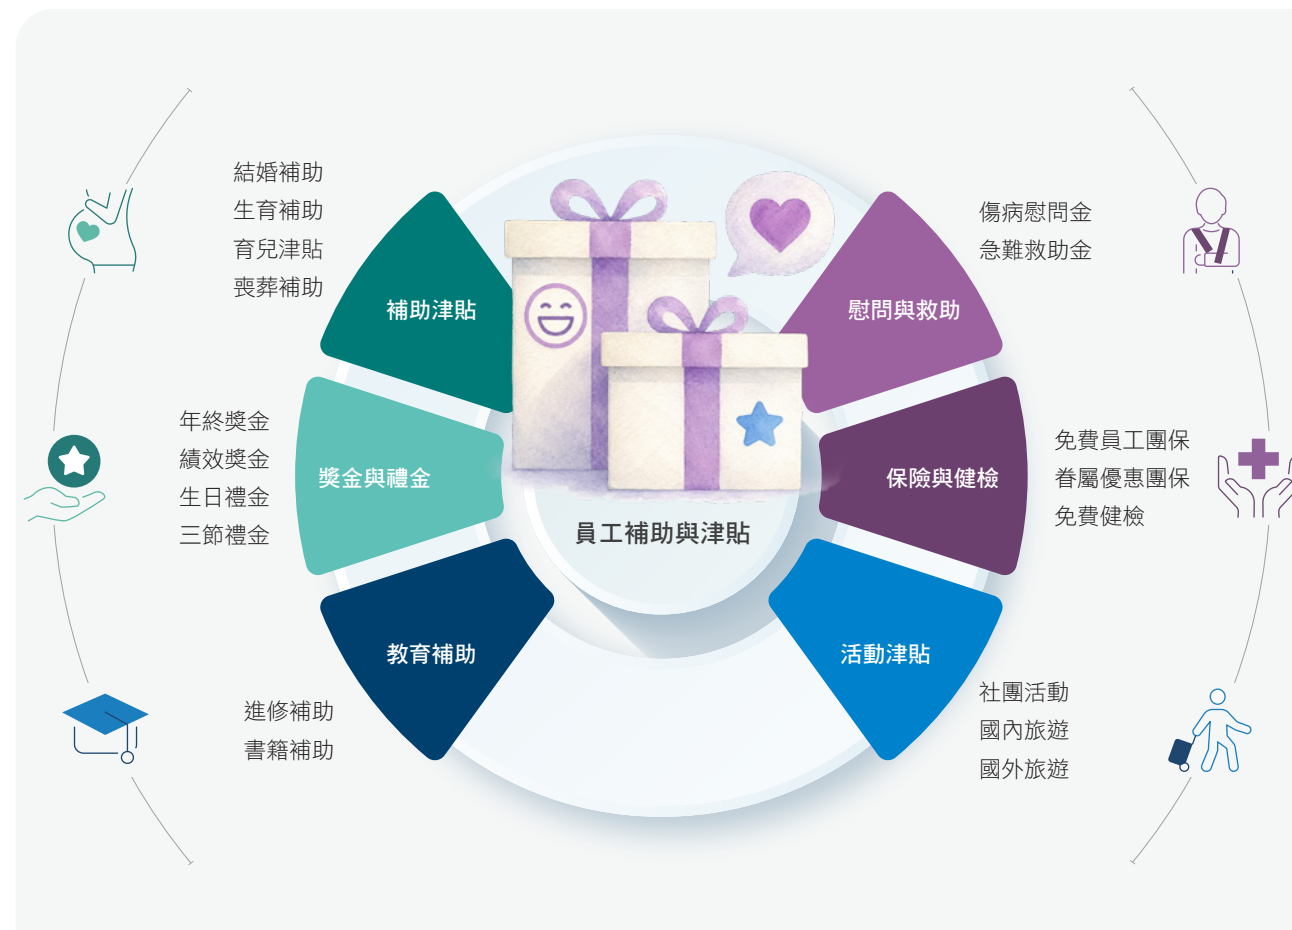 結婚補助
生育補助
育兒津貼
喪葬補助
補助津貼
年終獎金
績效獎金
生日禮金
三節禮金
獎金與禮金
進修補助
書籍補助
教育補助
員工補助與津貼
慰問與救助
傷病慰問金
急難救助金
保險與健檢
免費員工團保
眷屬優惠團保
免費健檢
活動津貼
社團活動
國內旅遊
國外旅遊